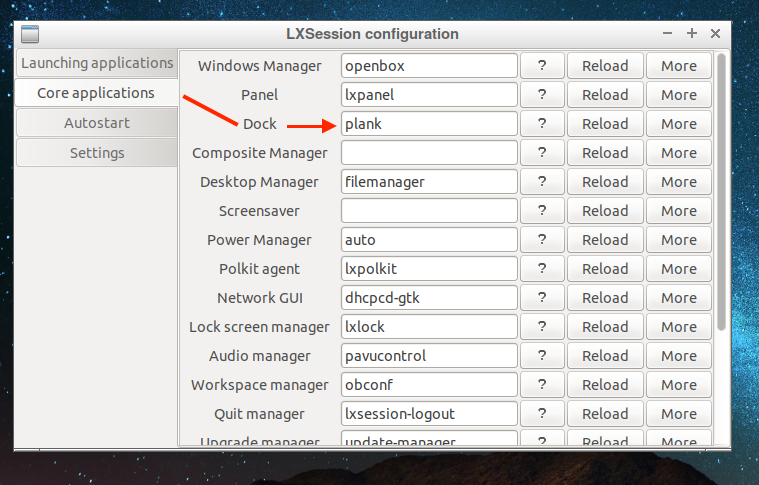 LXSession configuration
Launching applications
Core applications
Autostart
Settings
Windows Manager openbox ? Reload More
Panel lxpanel ? Reload More
Dock plank ? Reload More
Composite Manager ? Reload More
Desktop Manager filemanager ? Reload More
Screensaver ? Reload More
Power Manager auto ? Reload More
Polkit agent lxpolkit ? Reload More
Network GUI dhcpcd-gtk ? Reload More
Lock screen manager lxlock ? Reload More
Audio manager pavucontrol ? Reload More
Workspace manager obconf ? Reload More
Quit manager lxsession-logout ? Reload More
Upgrade manager update-manager ? Reload More